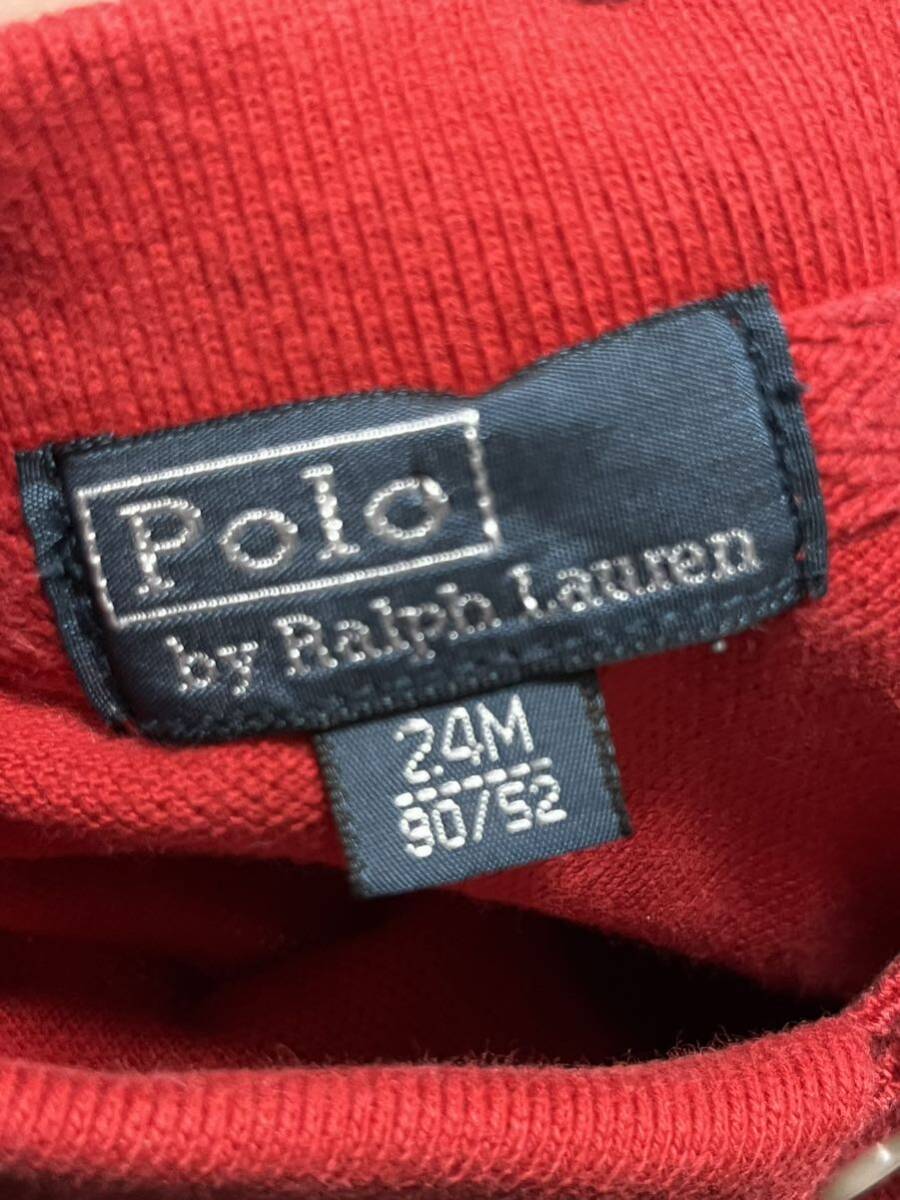 Polo
by Ralph Lauren
24M
90/52